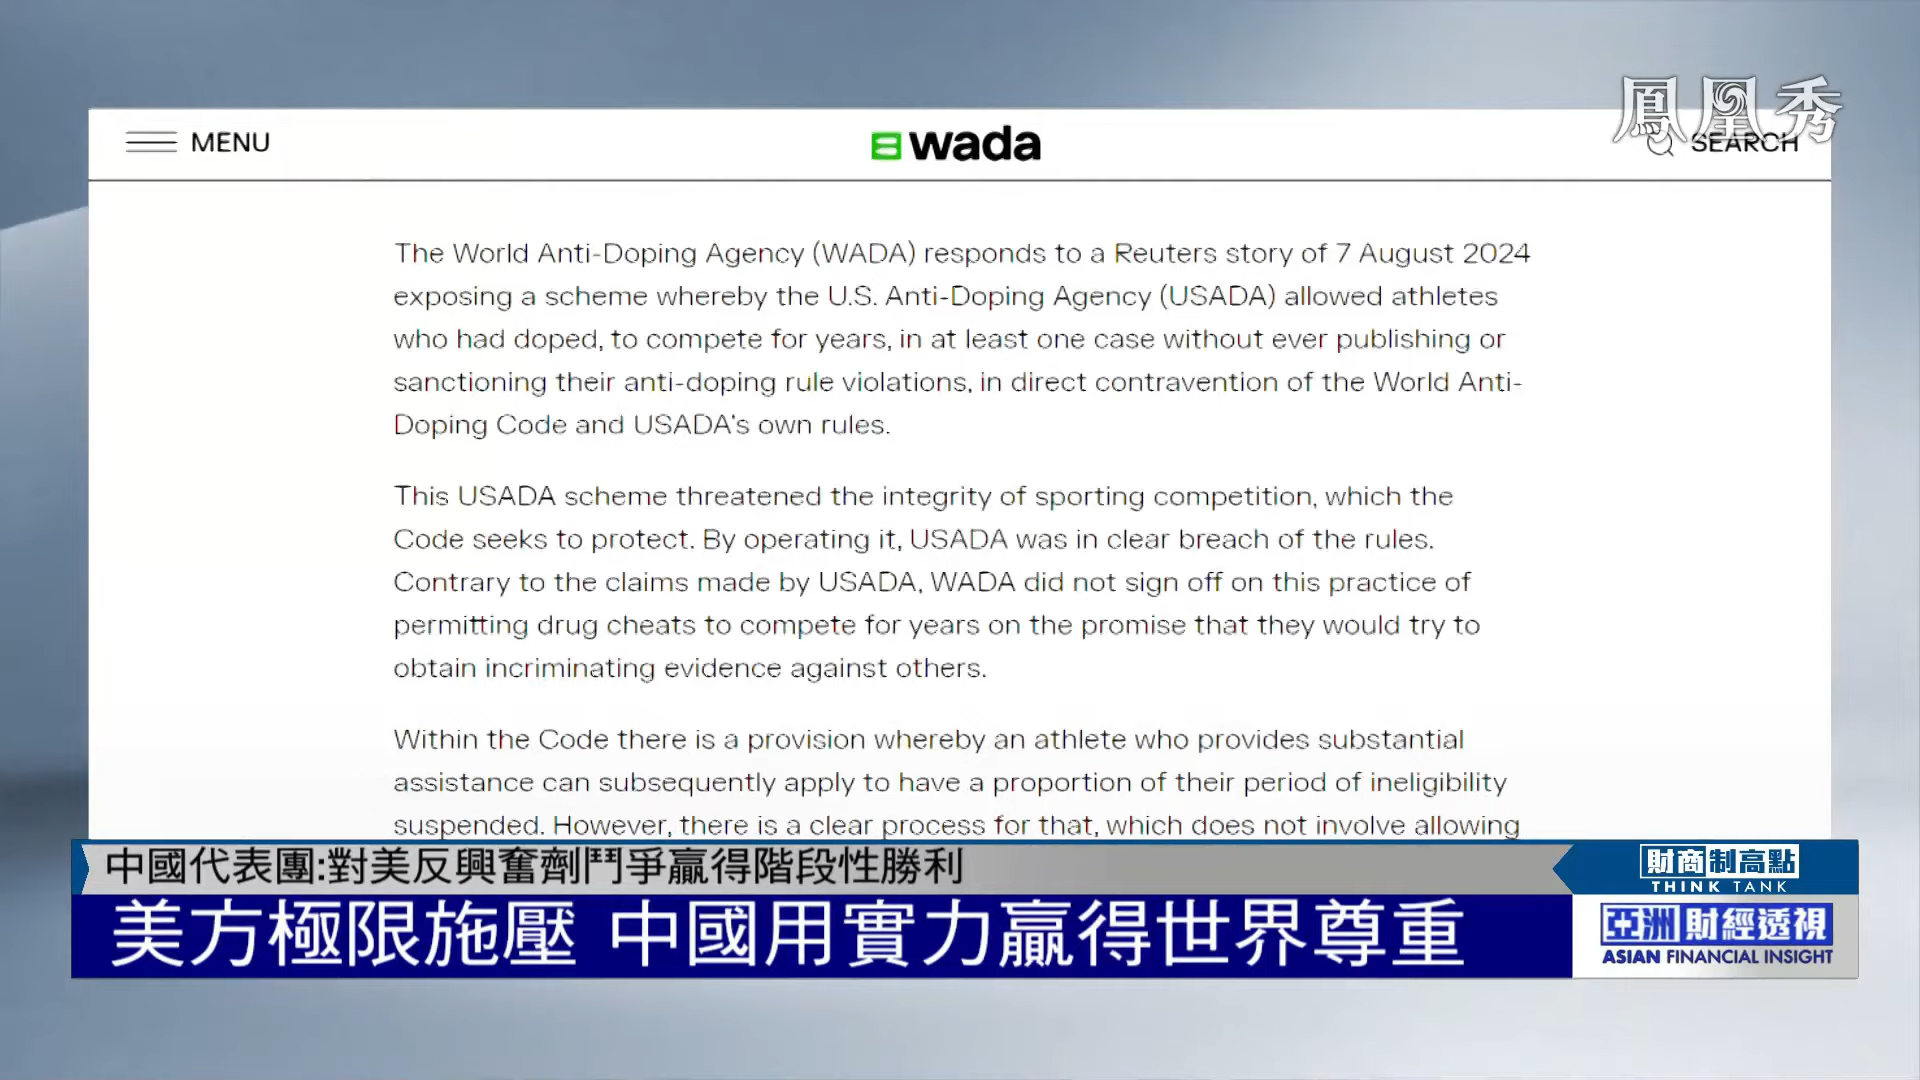 鳳凰秀
MENU
wada
SEARCH
The World Anti-Doping Agency (WADA) responds to a Reuters story of 7 August 2024
exposing a scheme whereby the U.S. Anti-Doping Agency (USADA) allowed athletes
who had doped, to compete for years, in at least one case without ever publishing or
sanctioning their anti-doping rule violations, in direct contravention of the World Anti-
Doping Code and USADA's own rules.
This USADA scheme threatened the integrity of sporting competition, which the
Code seeks to protect. By operating it, USADA was in clear breach of the rules.
Contrary to the claims made by USADA, WADA did not sign off on this practice of
permitting drug cheats to compete for years on the promise that they would try to
obtain incriminating evidence against others.
Within the Code there is a provision whereby an athlete who provides substantial
assistance can subsequently apply to have a proportion of their period of ineligibility
suspended. However, there is a clear process for that, which does not involve allowing
中國代表團:對美反興奮劑鬥爭贏得階段性勝利
財商制高點
THINK TANK
美方極限施壓 中國用實力贏得世界尊重
亞洲財經透視
ASIAN FINANCIAL INSIGHT